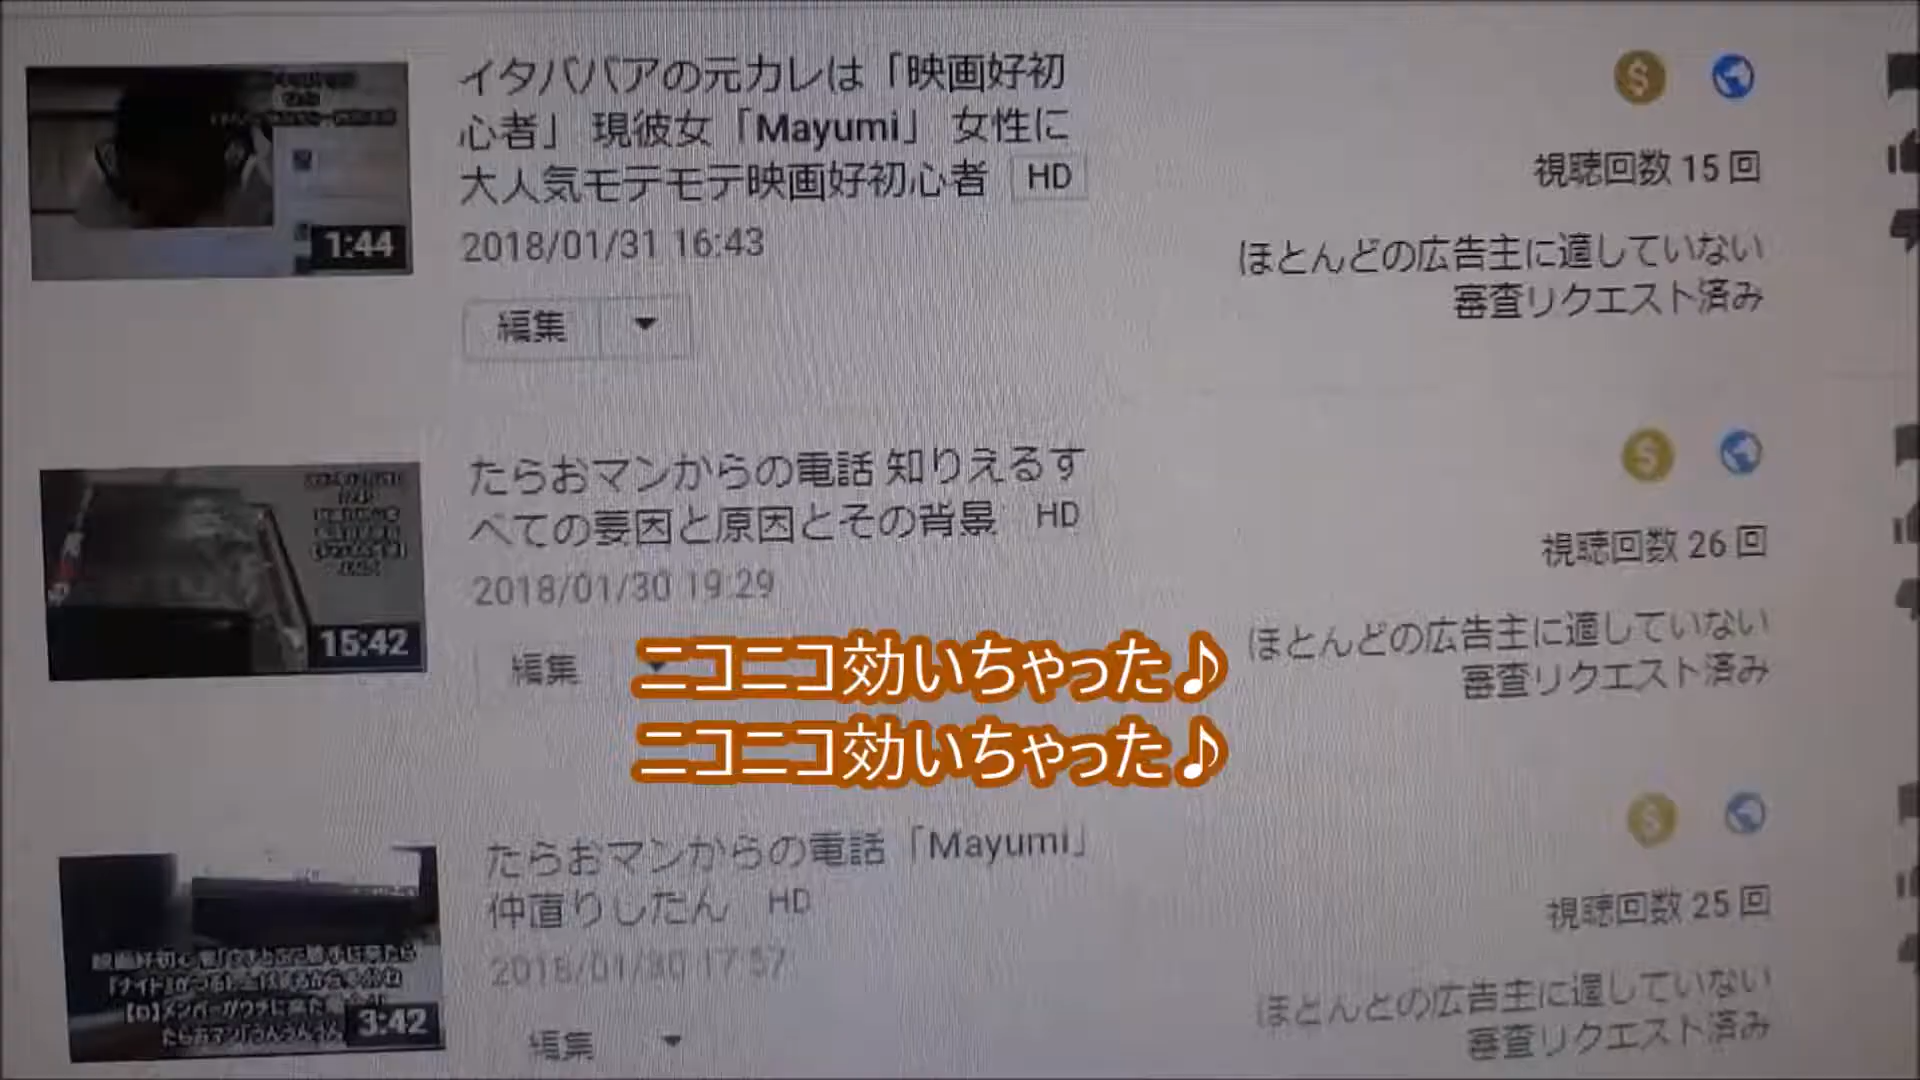 イタババアの元カレは「映画好初
心者」 現彼女「Mayumi」 女性に
大人気モテモテ映画好初心者 HD
2018/01/31 16:43
編集
視聴回数 15 回
ほとんどの広告主に適していない
審査リクエスト済み
1:44
たらおマンからの電話 知りえるす
べての要因と原因とその背景 HD
2018/01/30 19:29
編集
視聴回数 26 回
ほとんどの広告主に適していない
審査リクエスト済み
15:42
ニコニコ効いちゃった♪
ニコニコ効いちゃった♪
たらおマンからの電話「Mayumi」
仲直りしたん HD
2018/01/30 17:57
編集
視聴回数 25 回
ほとんどの広告主に適していない
審査リクエスト済み
3:42